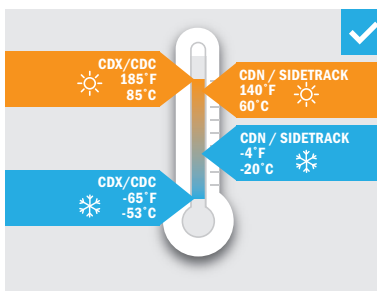 CDX/CDC
185˚F
85˚C
CDN / SIDETRACK
140˚F
60˚C
CDN / SIDETRACK
-4˚F
-20˚C
CDX/CDC
-65˚F
-53˚C